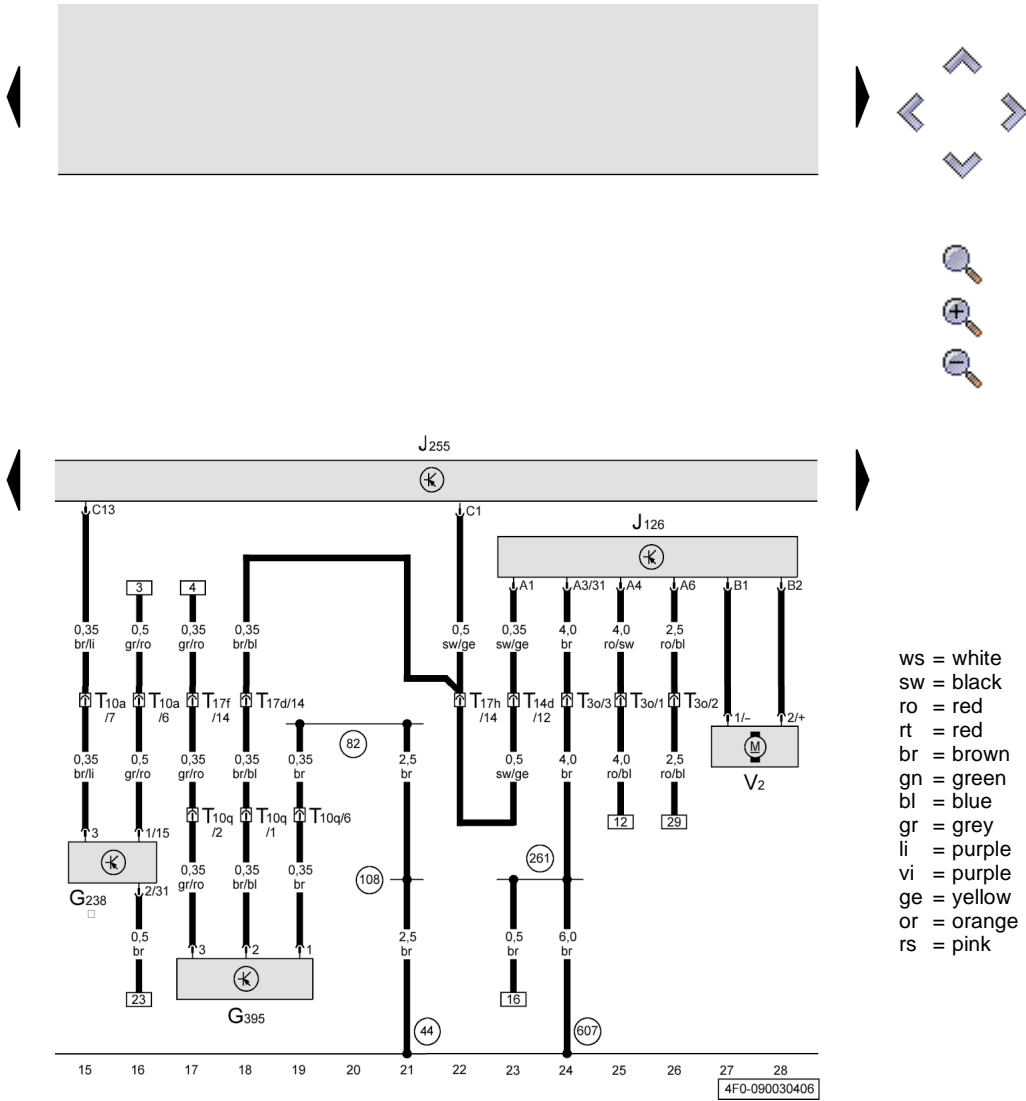 J255
C13
C1
J126
A1
A3/31
A4
A6
B1
B2
3
4
0,35
br/li
0,5
gr/ro
0,35
gr/ro
0,35
br/bl
0,5
sw/ge
0,35
sw/ge
4,0
br
4,0
ro/sw
2,5
ro/bl
T10a
/7
T10a
/6
T17f
/14
T17d/14
T17h
/14
T14d
/12
T3o/3
T3o/1
T3o/2
1/–
2/+
82
M
V2
0,35
br/li
0,5
gr/ro
0,35
gr/ro
0,35
br/bl
0,35
br
2,5
br
0,5
sw/ge
4,0
br
4,0
ro/bl
2,5
ro/bl
T10q
/2
T10q
/1
T10q/6
12
29
3
1/15
261
0,35
gr/ro
0,35
br/bl
0,35
br
108
G238
2/31
0,5
br
2,5
br
0,5
br
6,0
br
3
2
1
23
16
G395
44
607
15 16 17 18 19 20 21 22 23 24 25 26 27 28
4F0-090030406
ws = white
sw = black
ro = red
rt = red
br = brown
gn = green
bl = blue
gr = grey
li = purple
vi = purple
ge = yellow
or = orange
rs = pink